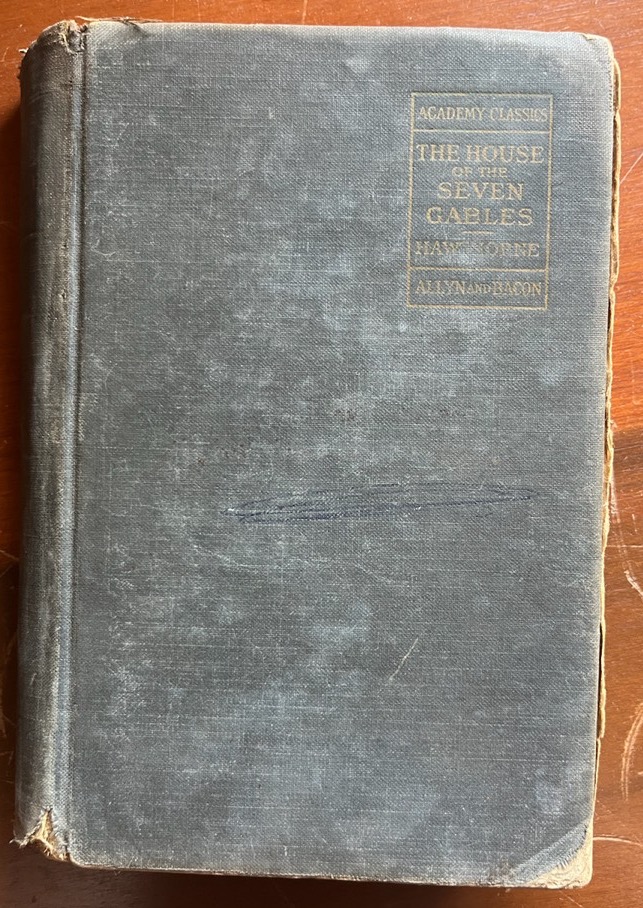 ACADEMY CLASSICS
THE HOUSE
OF THE
SEVEN
GABLES
HAWTHORNE
ALLYN AND BACON